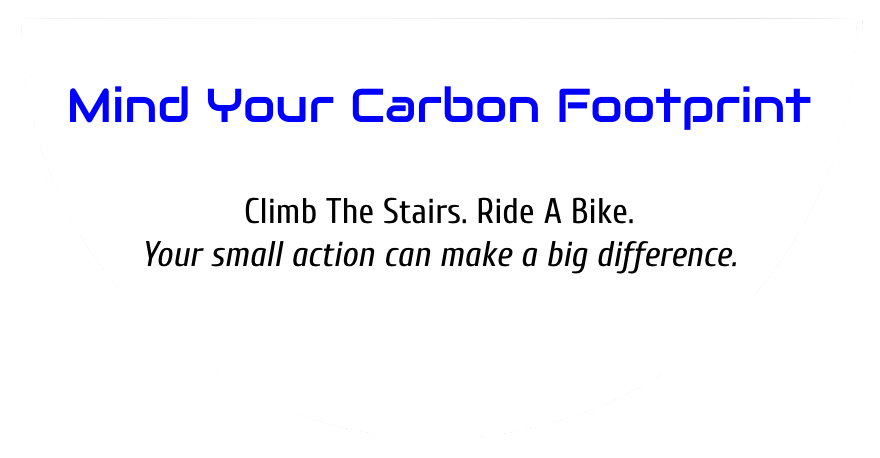 Mind Your Carbon Footprint
Climb The Stairs. Ride A Bike.
Your small action can make a big difference.